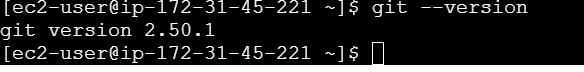 [ec2-user@ip-172-31-45-221 ~]$ git --version
git version 2.50.1
[ec2-user@ip-172-31-45-221 ~]$